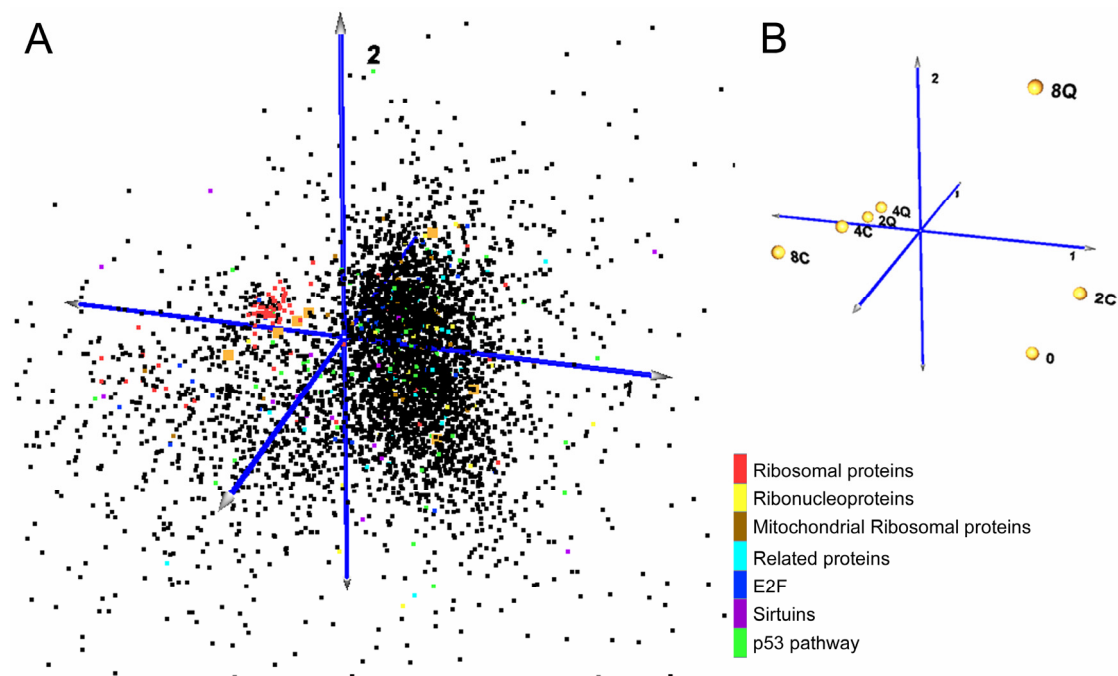 A
2
1
B
2
8Q
1
4Q
2Q
4C
8C
1
2C
0
Ribosomal proteins
Ribonucleoproteins
Mitochondrial Ribosomal proteins
Related proteins
E2F
Sirtuins
p53 pathway